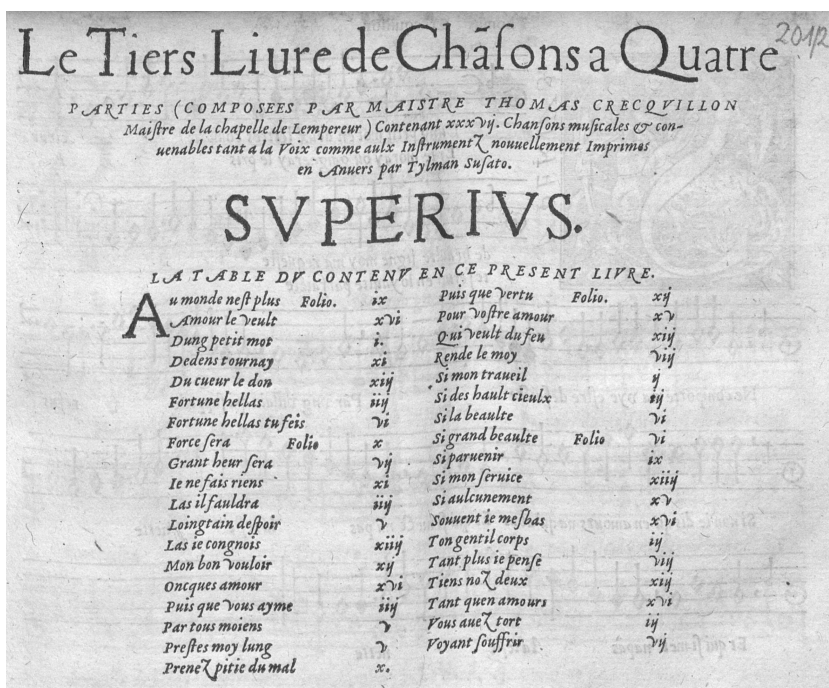 Le Tiers Liure de Chãſons a Quatre
2012
PARTIES (COMPOSEES PAR MAISTRE THOMAS CRECQVILLON
Maiſtre de la chapelle de Lempereur) Contenant xxxvij. Chanſons muſicales & con-
uenables tant a la Voix comme aulx Inſtrumentz nouuellement Imprimes
en Anuers par Tylman Suſato.
SVPERIVS.
LA TABLE DV CONTENV EN CE PRESENT LIVRE.
Au monde neſt plus Folio. ix
Amour le veult xvi
Dung petit mot i.
Dedens tournay xi
Du cueur le don xiij
Fortune hellas iij
Fortune hellas tu feis vi
Force ſera Folio x
Grant heur ſera vij
Ie ne fais riens xi
Las il fauldra iij
Loingtain deſpoir v
Las ie congnois xiij
Mon bon vouloir xij
Oncques amour xvi
Puis que vous ayme iij
Par tous moiens v
Preſtes moy lung v
Prenez pitie du mal x.
Puis que vertu Folio. xij
Pour voſtre amour xv
Qui veult du feu xiij
Rende le moy viij
Si mon traueil ij
Si des hault cieulx iij
Si la beaulte vi
Si grand beaulte Folio vi
Si paruenir ix
Si mon ſeruice xiiij
Si aulcunement xv
Souuent ie mesbas xvi
Ton gentil corps ij
Tant plus ie penſe viij
Tiens noz deux xiij
Tant quen amours xvi
Vous auez tort ij
Voyant ſouffrir vij